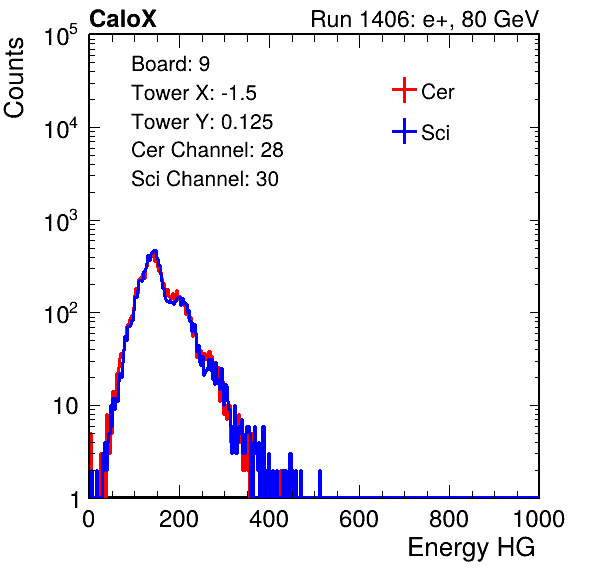 CaloX Run 1406: e+, 80 GeV
Counts
Board: 9
Tower X: -1.5
Tower Y: 0.125
Cer Channel: 28
Sci Channel: 30
Cer
Sci
10^5
10^4
10^3
10^2
10
1
0 200 400 600 800 1000
Energy HG